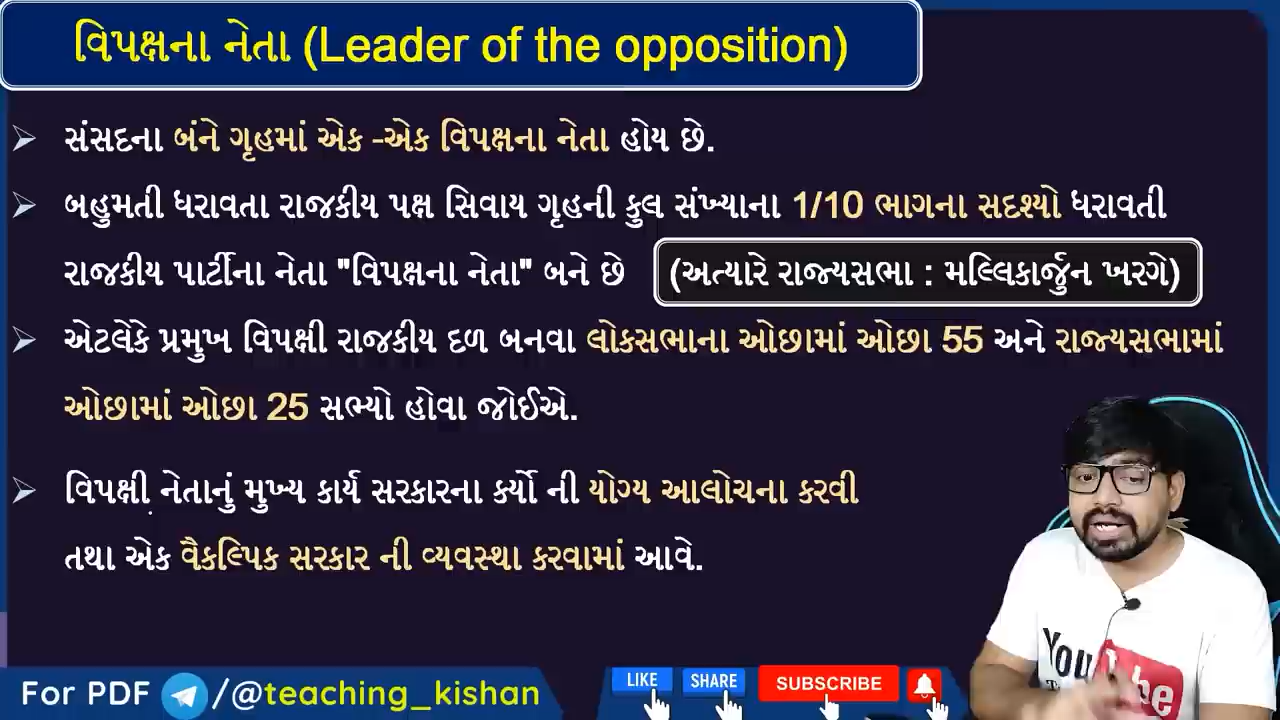 વિપક્ષના નેતા (Leader of the opposition)
➢ સંસદના બંને ગૃહમાં એક -એક વિપક્ષના નેતા હોય છે.
➢ બહુમતી ધરાવતા રાજકીય પક્ષ સિવાય ગૃહની કુલ સંખ્યાના 1/10 ભાગના સદશ્યો ધરાવતી
રાજકીય પાર્ટીના નેતા "વિપક્ષના નેતા" બને છે (અત્યારે રાજ્યસભા : મલ્લિકાર્જુન ખરગે)
➢ એટલેકે પ્રમુખ વિપક્ષી રાજકીય દળ બનવા લોકસભાના ઓછામાં ઓછા 55 અને રાજ્યસભામાં
ઓછામાં ઓછા 25 સભ્યો હોવા જોઈએ.
➢ વિપક્ષી નેતાનું મુખ્ય કાર્ય સરકારના કર્યો ની યોગ્ય આલોચના કરવી
તથા એક વૈકલ્પિક સરકાર ની વ્યવસ્થા કરવામાં આવે.
For PDF /@teaching_kishan
LIKE SHARE SUBSCRIBE